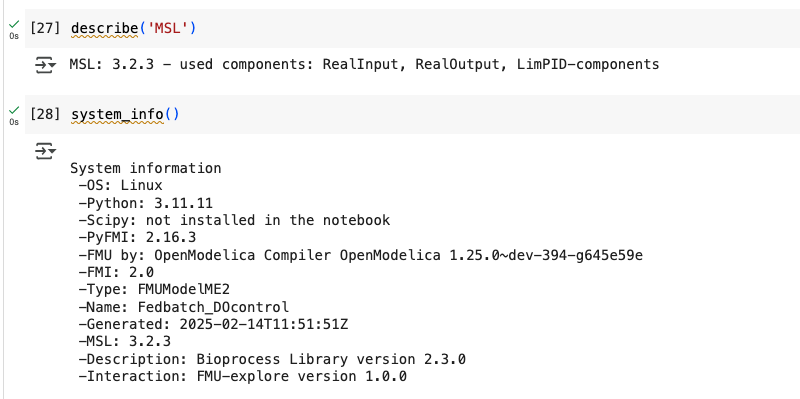 [27] describe('MSL')
0s
MSL: 3.2.3 - used components: RealInput, RealOutput, LimPID-components
[28] system_info()
0s
System information
-OS: Linux
-Python: 3.11.11
-Scipy: not installed in the notebook
-PyFMI: 2.16.3
-FMU by: OpenModelica Compiler OpenModelica 1.25.0~dev-394-g645e59e
-FMI: 2.0
-Type: FMUModelME2
-Name: Fedbatch_DOcontrol
-Generated: 2025-02-14T11:51:51Z
-MSL: 3.2.3
-Description: Bioprocess Library version 2.3.0
-Interaction: FMU-explore version 1.0.0